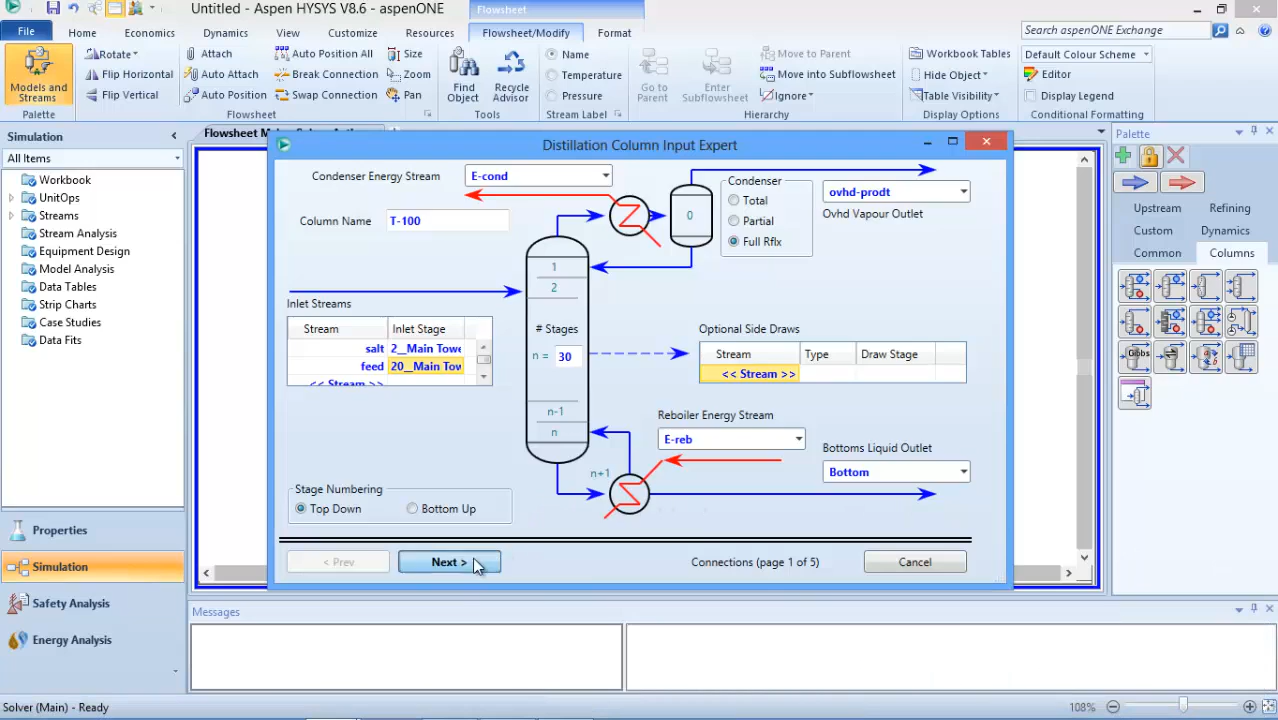 Untitled - Aspen HYSYS V8.6 - aspenONE
Flowsheet
File
Home
Economics
Dynamics
View
Customize
Resources
Flowsheet/Modify
Format
Search aspenONE Exchange
Models and Streams
Palette
Rotate
Flip Horizontal
Flip Vertical
Attach
Auto Attach
Auto Position
Auto Position All
Break Connection
Swap Connection
Size
Zoom
Pan
Flowsheet
Find Object
Recycle Advisor
Tools
Name
Temperature
Pressure
Stream Label
Go to Parent
Enter Subflowsheet
Move to Parent
Move into Subflowsheet
Ignore
Hierarchy
Workbook Tables
Hide Object
Table Visibility
Display Options
Default Colour Scheme
Editor
Display Legend
Conditional Formatting
Simulation
All Items
Workbook
UnitOps
Streams
Stream Analysis
Equipment Design
Model Analysis
Data Tables
Strip Charts
Case Studies
Data Fits
Properties
Simulation
Safety Analysis
Energy Analysis
Distillation Column Input Expert
Condenser Energy Stream
E-cond
Column Name
T-100
0
Condenser
Total
Partial
Full Rflx
ovhd-prodt
Ovhd Vapour Outlet
1
2
Inlet Streams
Stream
Inlet Stage
salt
2__Main Towe
feed
20__Main Tow
<< Stream >>
# Stages
n =
30
Optional Side Draws
Stream
Type
Draw Stage
<< Stream >>
n-1
n
n+1
Reboiler Energy Stream
E-reb
Bottoms Liquid Outlet
Bottom
Stage Numbering
Top Down
Bottom Up
< Prev
Next >
Connections (page 1 of 5)
Cancel
Palette
Upstream
Refining
Custom
Dynamics
Common
Columns
Gibbs
Messages
Solver (Main) - Ready
108%